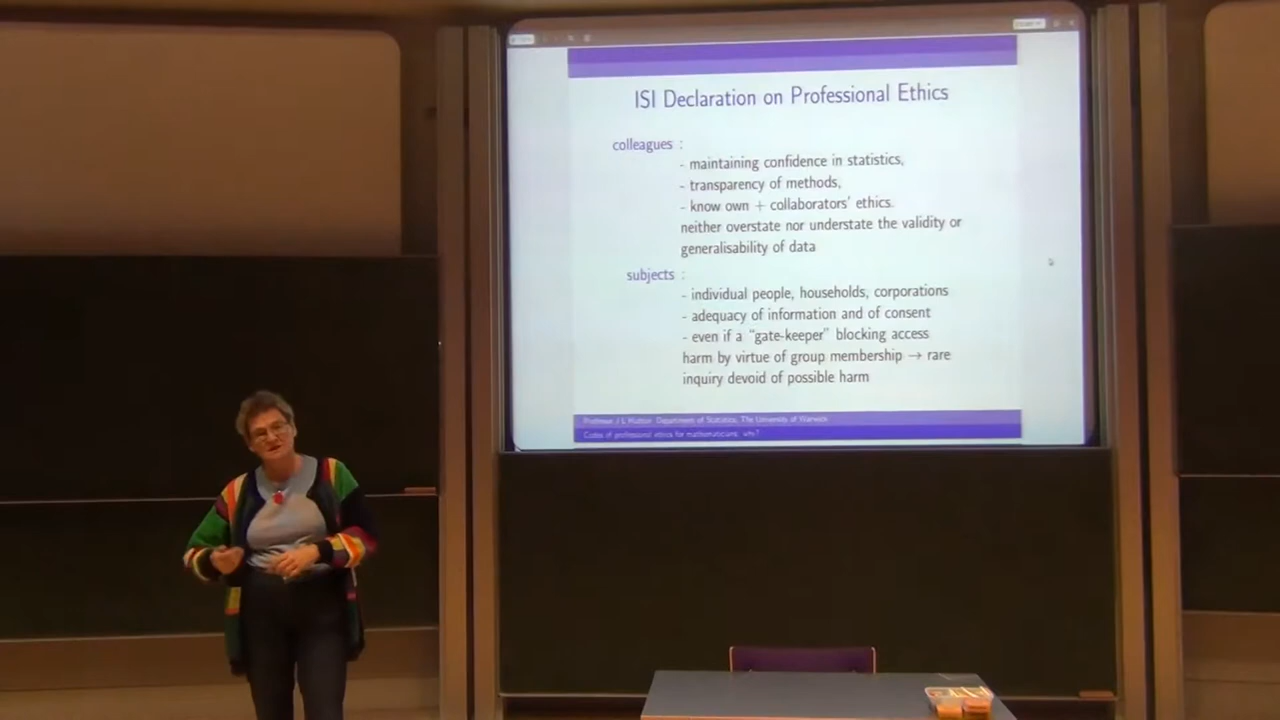 ISI Declaration on Professional Ethics
colleagues :
- maintaining confidence in statistics,
- transparency of methods,
- know own + collaborators' ethics.
neither overstate nor understate the validity or
generalisability of data
subjects :
- individual people, households, corporations
- adequacy of information and of consent
- even if a "gate-keeper" blocking access
harm by virtue of group membership → rare
inquiry devoid of possible harm
Professor J L Hutton Department of Statistics, The University of Warwick
Codes of professional ethics for mathematicians: why?